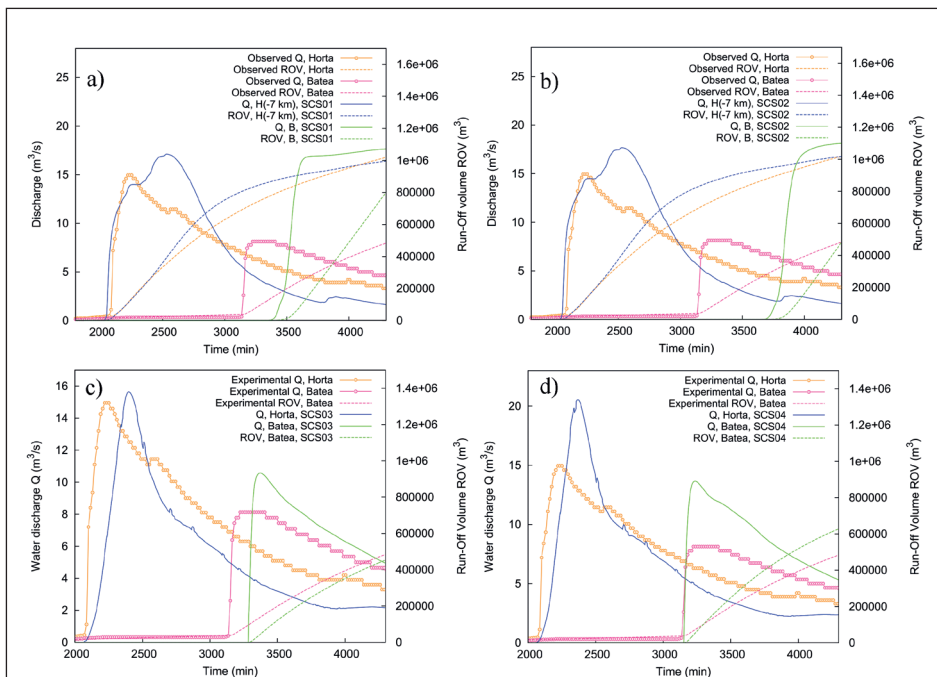 a)
Observed Q, Horta
Observed ROV, Horta
Observed Q, Batea
Observed ROV, Batea
Q, H(-7 km), SCS01
ROV, H(-7 km), SCS01
Q, B, SCS01
ROV, B, SCS01
Discharge (m³/s)
25
20
15
10
5
0
2000 2500 3000 3500 4000
Time (min)
1.6e+06
1.4e+06
1.2e+06
1e+06
800000
600000
400000
200000
0
Run-Off volume ROV (m³)
b)
Observed Q, Horta
Observed ROV, Horta
Observed Q, Batea
Observed ROV, Batea
Q, H(-7 km), SCS02
ROV, H(-7 km), SCS02
Q, B, SCS02
ROV, B, SCS02
Discharge (m³/s)
25
20
15
10
5
0
2000 2500 3000 3500 4000
Time (min)
1.6e+06
1.4e+06
1.2e+06
1e+06
800000
600000
400000
200000
0
Run-Off volume ROV (m³)
c)
Experimental Q, Horta
Experimental Q, Batea
Experimental ROV, Batea
Q, Horta, SCS03
Q, Batea, SCS03
ROV, Batea, SCS03
Water discharge Q (m³/s)
16
14
12
10
8
6
4
2
0
2000 2500 3000 3500 4000
Time (min)
1.4e+06
1.2e+06
1e+06
800000
600000
400000
200000
0
Run-Off Volume ROV (m³)
d)
Experimental Q, Horta
Experimental Q, Batea
Experimental ROV, Batea
Q, Horta, SCS04
Q, Batea, SCS04
ROV, Batea, SCS04
Water discharge Q (m³/s)
20
15
10
5
0
2000 2500 3000 3500 4000
Time (min)
1.4e+06
1.2e+06
1e+06
800000
600000
400000
200000
0
Run-Off Volume ROV (m³)